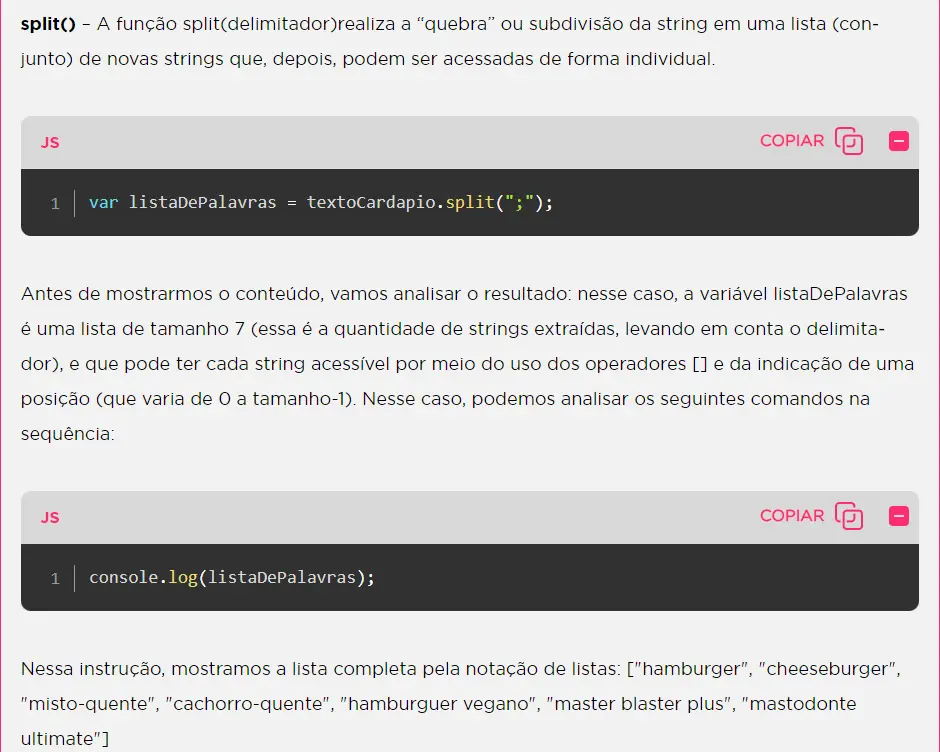 split() – A função split(delimitador)realiza a “quebra” ou subdivisão da string em uma lista (con-
junto) de novas strings que, depois, podem ser acessadas de forma individual.
JS COPIAR
1 var listaDePalavras = textoCardapio.split(";");
Antes de mostrarmos o conteúdo, vamos analisar o resultado: nesse caso, a variável listaDePalavras
é uma lista de tamanho 7 (essa é a quantidade de strings extraídas, levando em conta o delimita-
dor), e que pode ter cada string acessível por meio do uso dos operadores [] e da indicação de uma
posição (que varia de 0 a tamanho-1). Nesse caso, podemos analisar os seguintes comandos na
sequência:
JS COPIAR
1 console.log(listaDePalavras);
Nessa instrução, mostramos a lista completa pela notação de listas: ["hamburger", "cheeseburger",
"misto-quente", "cachorro-quente", "hamburguer vegano", "master blaster plus", "mastodonte
ultimate"]